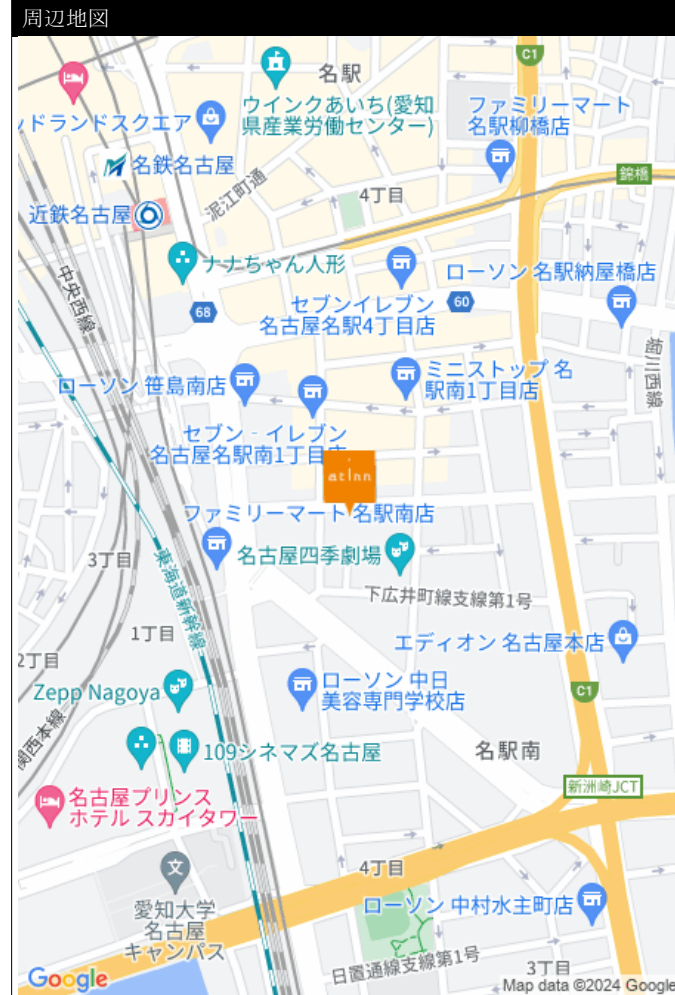 周辺地図
C1
名駅
ウインクあいち(愛知
県産業労働センター)
ファミリーマート
名駅柳橋店
ッドランドスクエア
名鉄名古屋
錦橋
泥江町通
4丁目
近鉄名古屋
ナナちゃん人形
ローソン 名駅納屋橋店
中央西線
68
セブンイレブン
名古屋名駅4丁目店
60
堀川西線
ローソン 笹島南店
ミニストップ 名
駅南1丁目店
セブン‐イレブン
名古屋名駅南1丁目店
at Inn
ファミリーマート 名駅南店
名古屋四季劇場
3丁目
東海道新幹線
下広井町線支線第1号
1丁目
エディオン 名古屋本店
2丁目
Zepp Nagoya
ローソン 中日
美容専門学校店
C1
関西本線
109シネマズ名古屋
名駅南
新洲崎JCT
名古屋プリンス
ホテル スカイタワー
4丁目
愛知大学
名古屋
キャンパス
ローソン 中村水主町店
日置通線支線第1号
3丁目
Google
Map data ©2024 Google